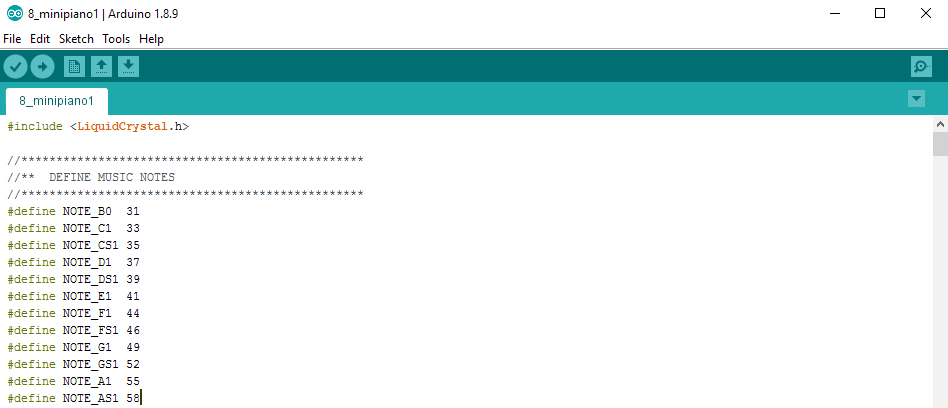 8_minipiano1 | Arduino 1.8.9
File Edit Sketch Tools Help
8_minipiano1
#include <LiquidCrystal.h>
//*************************************************
//**  DEFINE MUSIC NOTES
//*************************************************
#define NOTE_B0  31
#define NOTE_C1  33
#define NOTE_CS1 35
#define NOTE_D1  37
#define NOTE_DS1 39
#define NOTE_E1  41
#define NOTE_F1  44
#define NOTE_FS1 46
#define NOTE_G1  49
#define NOTE_GS1 52
#define NOTE_A1  55
#define NOTE_AS1 58